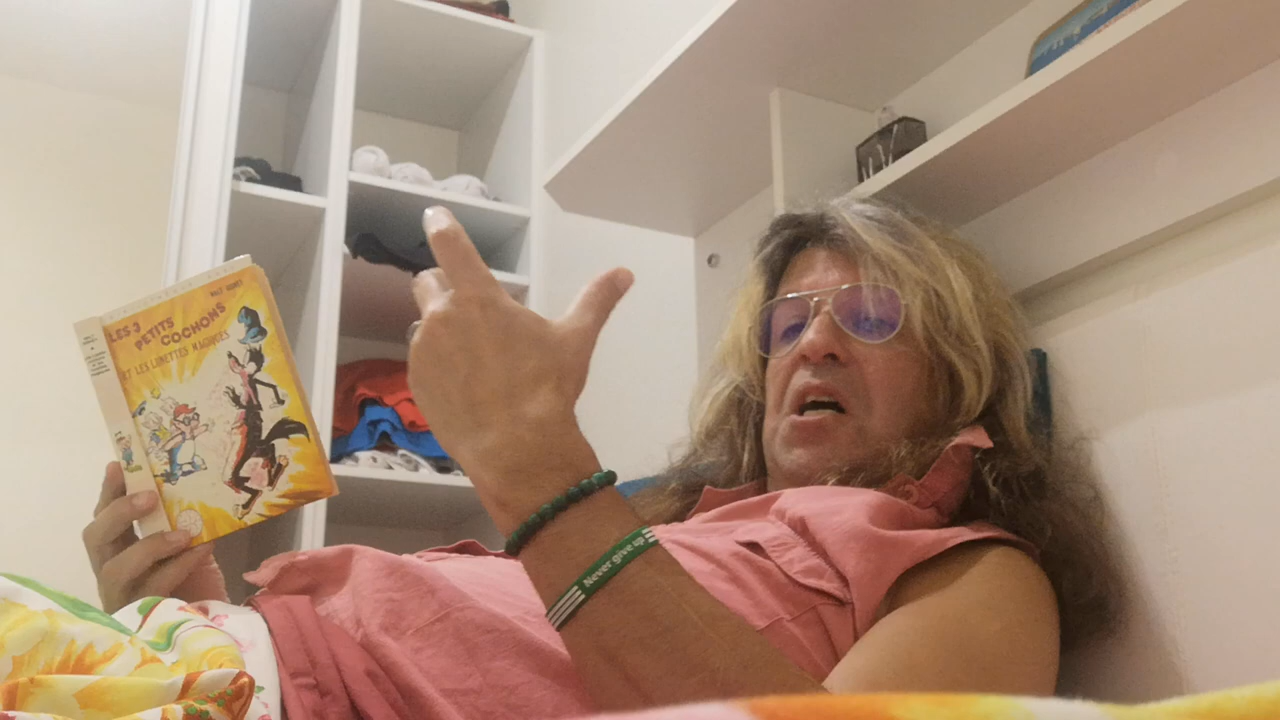 WALT DISNEY
LES 3
PETITS
COCHONS
ET LES LUNETTES MAGIQUES
Never give up